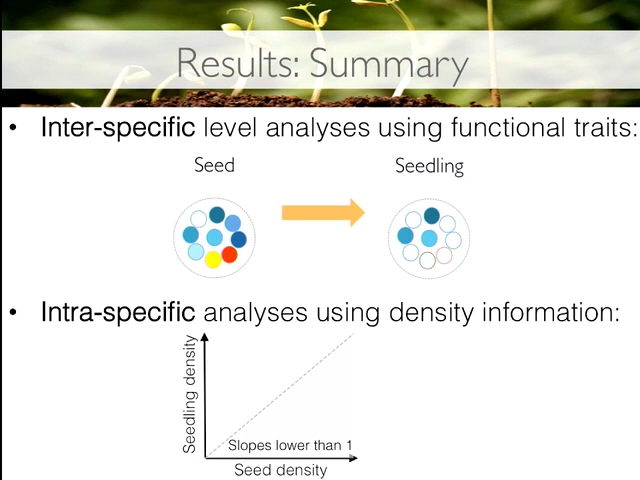 Results: Summary
• Inter-specific level analyses using functional traits:
Seed
Seedling
• Intra-specific analyses using density information:
Seedling density
Slopes lower than 1
Seed density